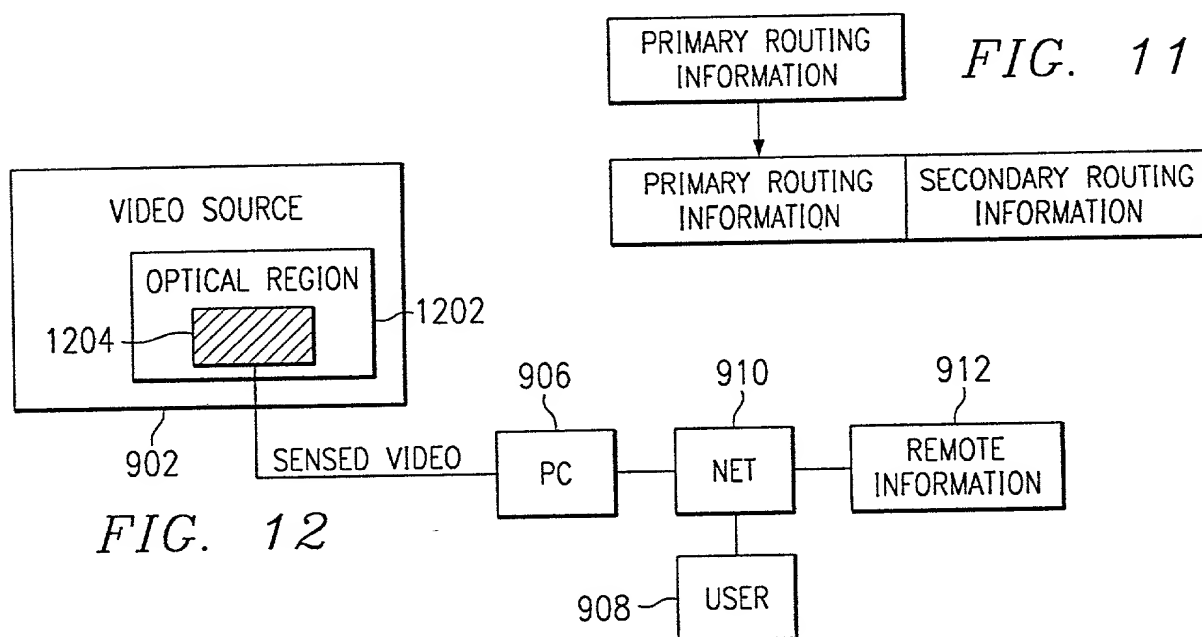 PRIMARY ROUTING
INFORMATION
FIG. 11
PRIMARY ROUTING
INFORMATION
SECONDARY ROUTING
INFORMATION
VIDEO SOURCE
OPTICAL REGION
1204
1202
902
SENSED VIDEO
906
PC
910
NET
912
REMOTE
INFORMATION
908
USER
FIG. 12